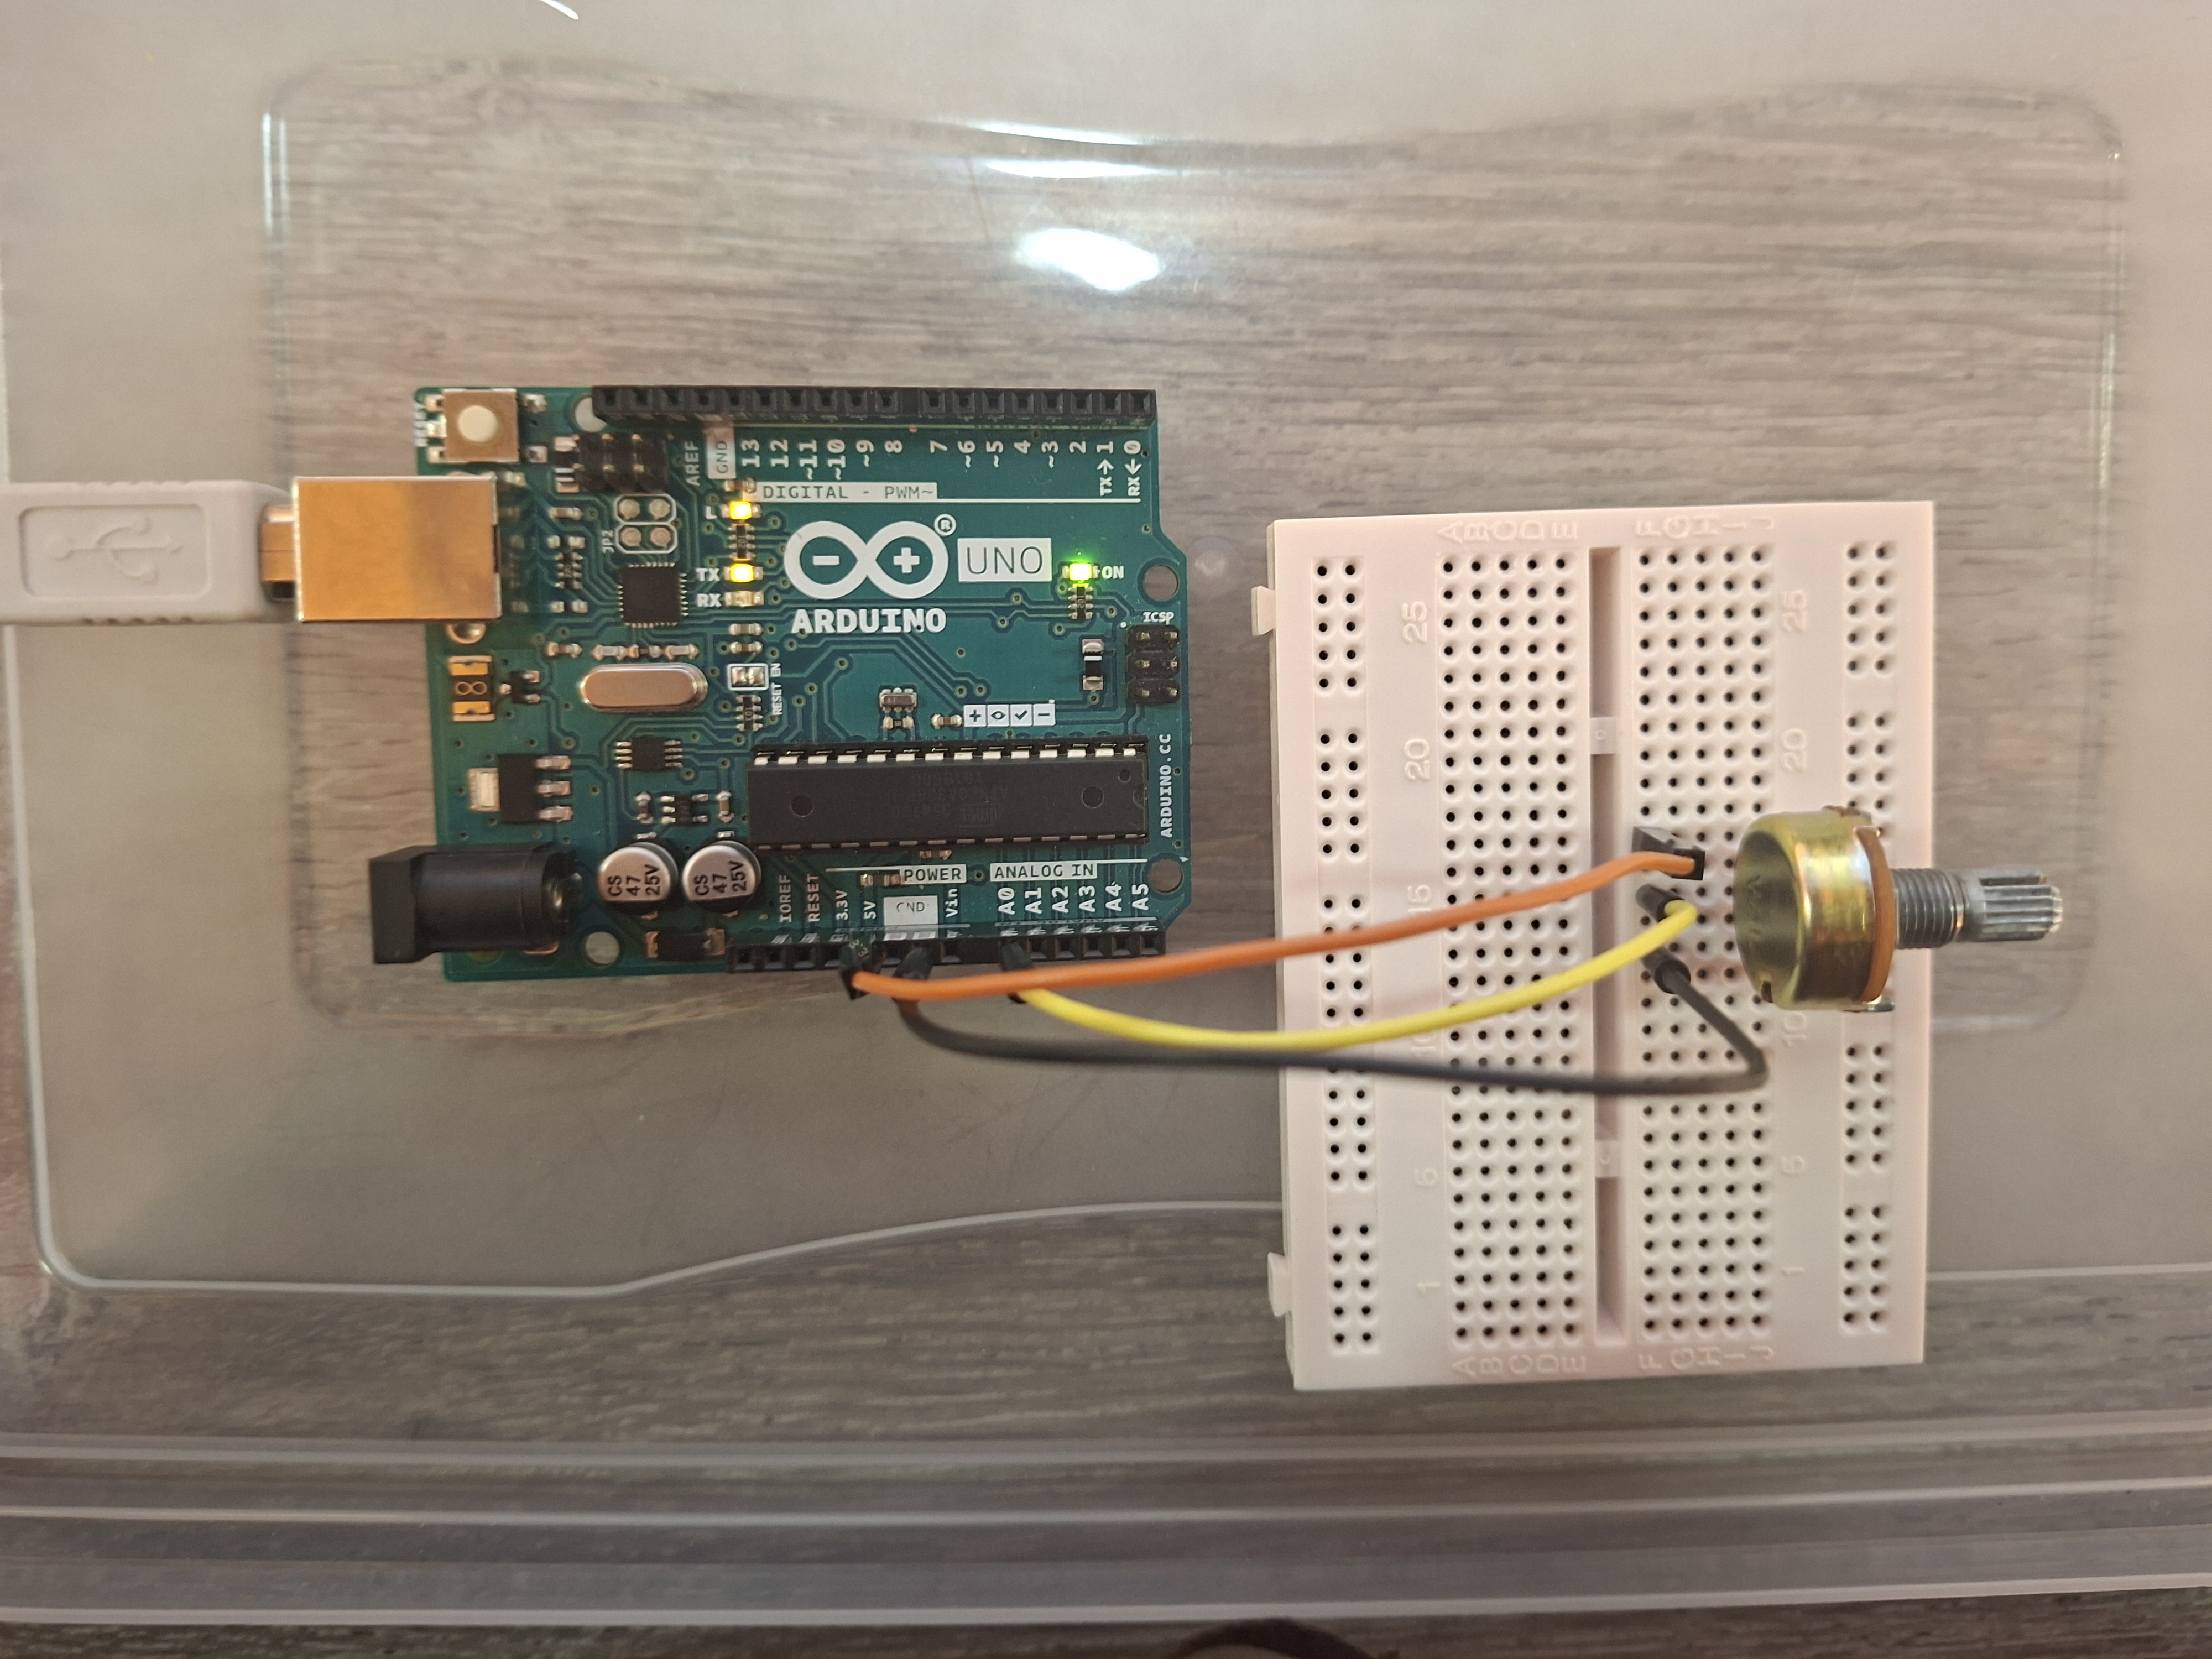 RESET
AREF
GND
13
12
~11
~10
~9
8
7
~6
~5
4
~3
2
TX→1
RX←0
DIGITAL - PWM~
L
TX
RX
JP2
®
UNO
ARDUINO
ON
ICSP
RESET EN
8
ARDUINO.CC
CS
47
25V
CS
47
25V
POWER
ANALOG IN
IOREF
RESET
3.3V
5V
GND
Vin
A0
A1
A2
A3
A4
A5
A B C D E
F G H I J
25
25
20
20
15
10
10
5
5
1
1
A B C D E
F G H I J